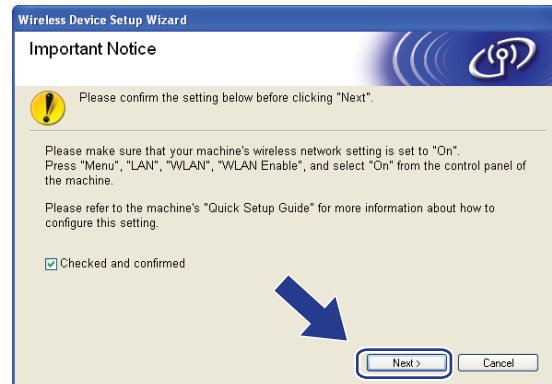 Wireless Device Setup Wizard
Important Notice
Please confirm the setting below before clicking "Next".
Please make sure that your machine's wireless network setting is set to "On".
Press "Menu", "LAN", "WLAN", "WLAN Enable", and select "On" from the control panel of
the machine.
Please refer to the machine's "Quick Setup Guide" for more information about how to
configure this setting.
Checked and confirmed
Next >
Cancel